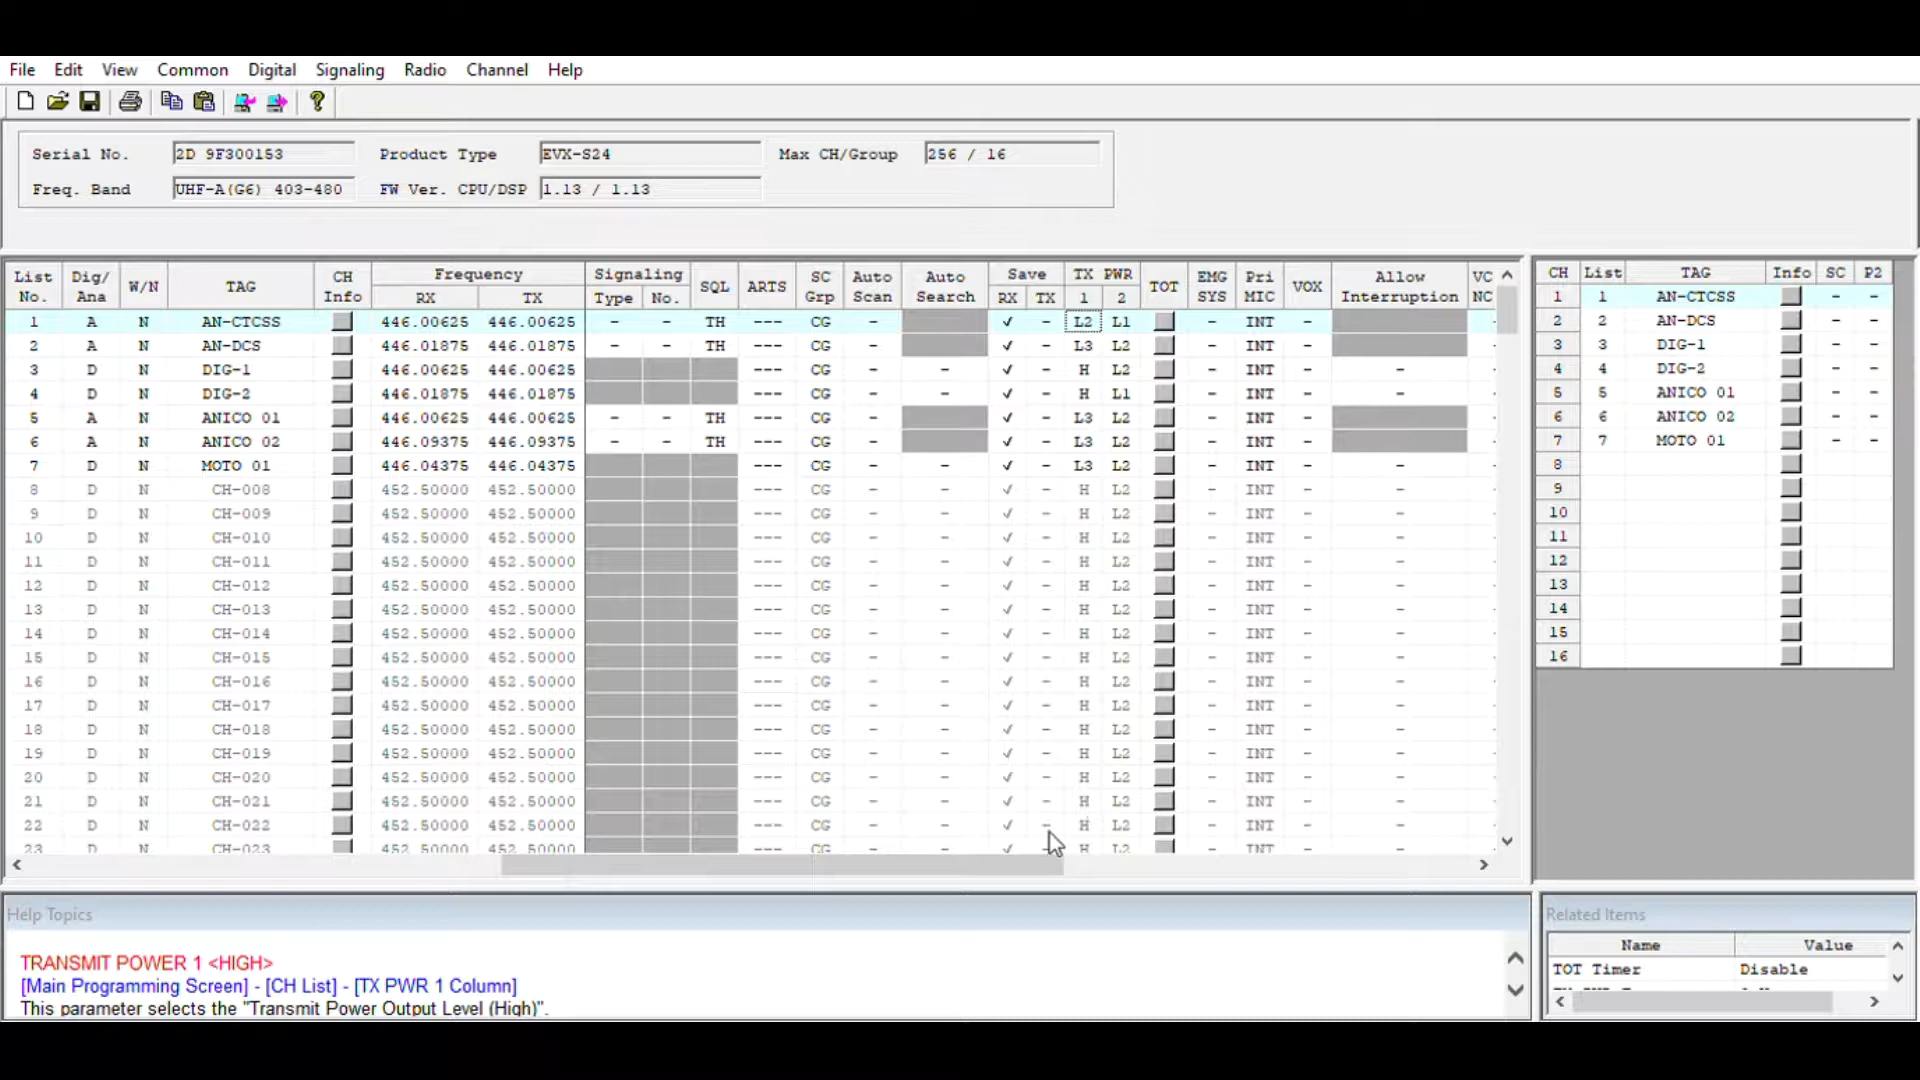 File Edit View Common Digital Signaling Radio Channel Help
Serial No. 2D 9F300153 Product Type EVX-S24 Max CH/Group 256 / 16
Freq. Band UHF-A(G6) 403-480 FW Ver. CPU/DSP 1.13 / 1.13
List No. Dig/Ana W/N TAG CH Info Frequency RX TX Signaling Type No. SQL ARTS SC Grp Auto Scan Auto Search Save RX TX TX PWR 1 2 TOT EMG SYS Pri MIC VOX Allow Interruption VC NC
1 A N AN-CTCSS 446.00625 446.00625 - - TH --- CG - ✓ - L2 L1 - INT -
2 A N AN-DCS 446.01875 446.01875 - - TH --- CG - ✓ - L3 L2 - INT -
3 D N DIG-1 446.00625 446.00625 --- CG - - ✓ - H L2 - INT - -
4 D N DIG-2 446.01875 446.01875 --- CG - - ✓ - H L1 - INT - -
5 A N ANICO 01 446.00625 446.00625 - - TH --- CG - ✓ - L3 L2 - INT -
6 A N ANICO 02 446.09375 446.09375 - - TH --- CG - ✓ - L3 L2 - INT -
7 D N MOTO 01 446.04375 446.04375 --- CG - - ✓ - L3 L2 - INT - -
8 D N CH-008 452.50000 452.50000 --- CG - - ✓ - H L2 - INT - -
9 D N CH-009 452.50000 452.50000 --- CG - - ✓ - H L2 - INT - -
10 D N CH-010 452.50000 452.50000 --- CG - - ✓ - H L2 - INT - -
11 D N CH-011 452.50000 452.50000 --- CG - - ✓ - H L2 - INT - -
12 D N CH-012 452.50000 452.50000 --- CG - - ✓ - H L2 - INT - -
13 D N CH-013 452.50000 452.50000 --- CG - - ✓ - H L2 - INT - -
14 D N CH-014 452.50000 452.50000 --- CG - - ✓ - H L2 - INT - -
15 D N CH-015 452.50000 452.50000 --- CG - - ✓ - H L2 - INT - -
16 D N CH-016 452.50000 452.50000 --- CG - - ✓ - H L2 - INT - -
17 D N CH-017 452.50000 452.50000 --- CG - - ✓ - H L2 - INT - -
18 D N CH-018 452.50000 452.50000 --- CG - - ✓ - H L2 - INT - -
19 D N CH-019 452.50000 452.50000 --- CG - - ✓ - H L2 - INT - -
20 D N CH-020 452.50000 452.50000 --- CG - - ✓ - H L2 - INT - -
21 D N CH-021 452.50000 452.50000 --- CG - - ✓ - H L2 - INT - -
22 D N CH-022 452.50000 452.50000 --- CG - - ✓ - H L2 - INT - -
23 D N CH-023 452.50000 452.50000 --- CG - - ✓ H L2 - INT - -
CH List TAG Info SC P2
1 1 AN-CTCSS - -
2 2 AN-DCS - -
3 3 DIG-1 - -
4 4 DIG-2 - -
5 5 ANICO 01 - -
6 6 ANICO 02 - -
7 7 MOTO 01 - -
8
9
10
11
12
13
14
15
16
Help Topics
TRANSMIT POWER 1 <HIGH>
[Main Programming Screen] - [CH List] - [TX PWR 1 Column]
This parameter selects the "Transmit Power Output Level (High)".
Related Items
Name Value
TOT Timer Disable